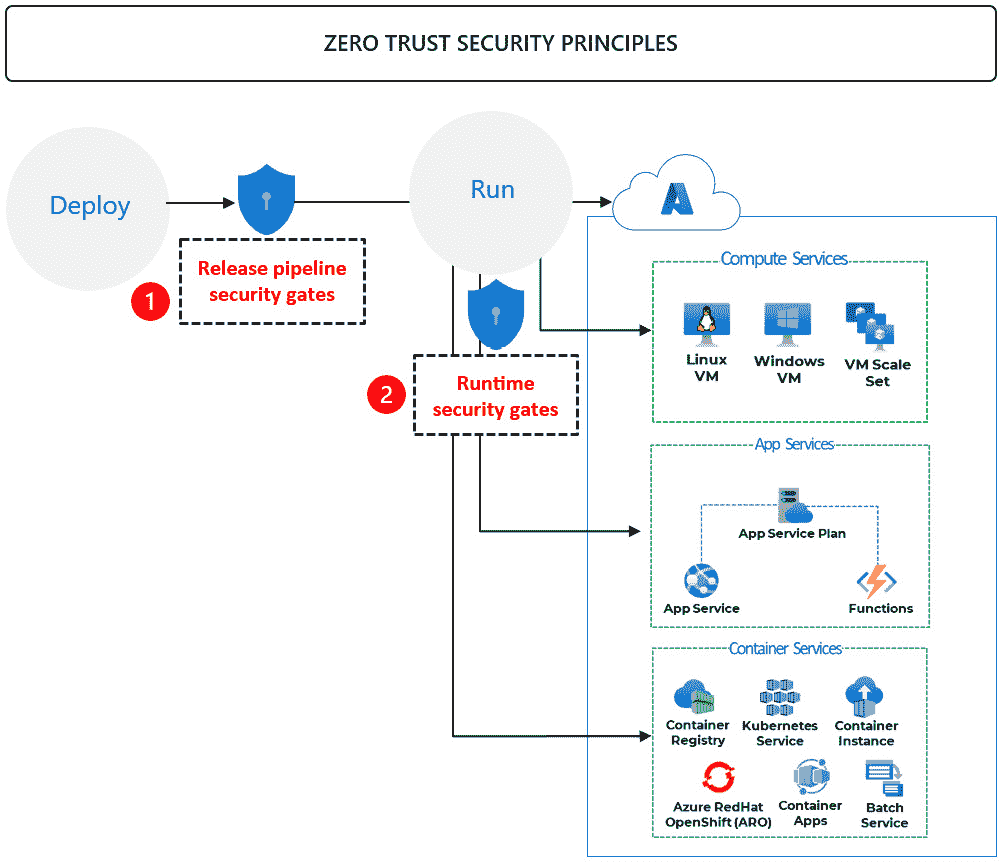 ZERO TRUST SECURITY PRINCIPLES
Deploy
Run
Release pipeline
security gates
1
Runtime
security gates
2
Compute Services
Linux
VM
Windows
VM
VM Scale
Set
App Services
App Service Plan
App Service
Functions
Container Services
Container
Registry
Kubernetes
Service
Container
Instance
Azure RedHat
OpenShift (ARO)
Container
Apps
Batch
Service